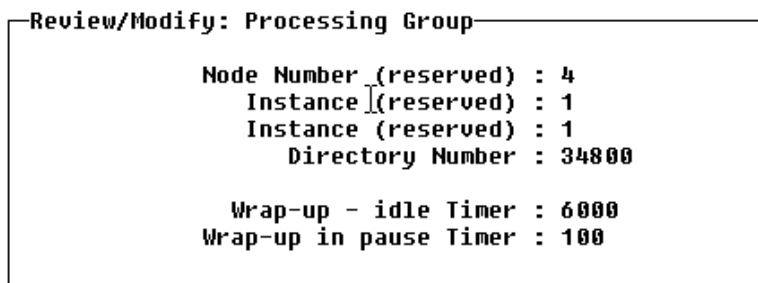 Review/Modify: Processing Group
Node Number (reserved) : 4
Instance (reserved) : 1
Instance (reserved) : 1
Directory Number : 34800
Wrap-up - idle Timer : 6000
Wrap-up in pause Timer : 100